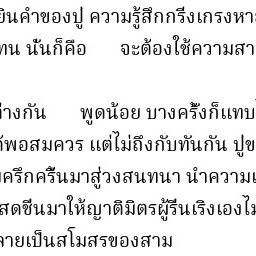 ยินคำของปู่ ความรู้สึกกริ่งเกรงหาย
ทน นั่นก็คือ จะต้องใช้ความสา
่างกัน พูดน้อย บางครั้งก็แทบไ
พอสมควร แต่ไม่ถึงกับทันกัน ปู่ข
ครึกครื้นมาสู่วงสนทนา นำความเ
สดชื่นมาให้ญาติมิตรผู้รื่นเริงเองไม
ลายเป็นสโมสรของสาม